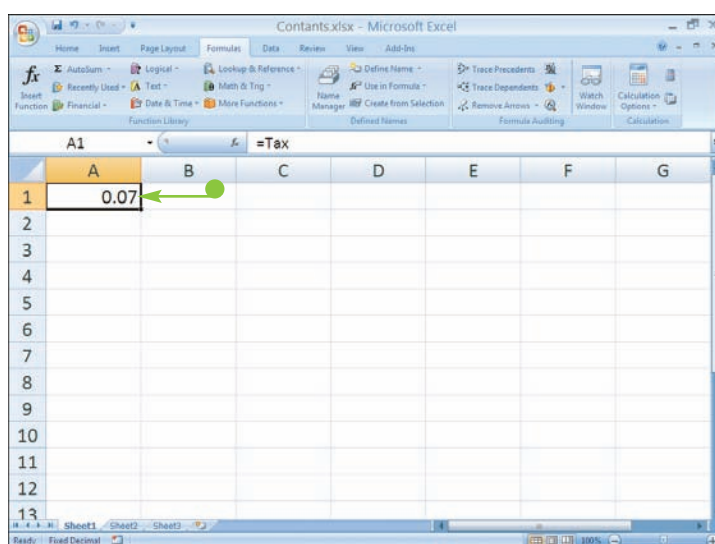 Contants.xlsx - Microsoft Excel
Home Insert Page Layout Formulas Data Review View Add-Ins
fx Insert Function
Σ AutoSum
Recently Used
Financial
Logical
Text
Date & Time
Lookup & Reference
Math & Trig
More Functions
Function Library
Name Manager
Define Name
Use in Formula
Create from Selection
Defined Names
Trace Precedents
Trace Dependents
Remove Arrows
Watch Window
Formula Auditing
Calculation Options
Calculation
A1 fx =Tax
A B C D E F G
1 0.07
2
3
4
5
6
7
8
9
10
11
12
13
Sheet1 Sheet2 Sheet3
Ready Fixed Decimal 100%